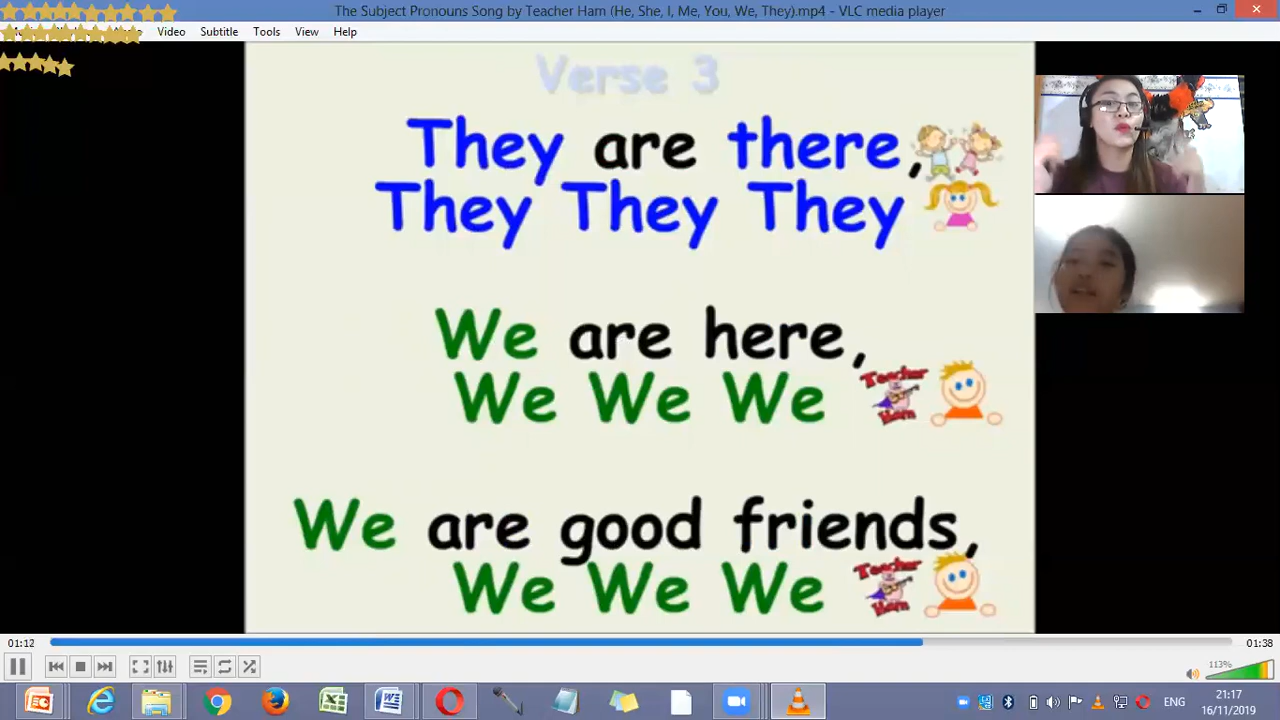 The Subject Pronouns Song by Teacher Ham (He, She, I, Me, You, We, They).mp4 - VLC media player
Video Subtitle Tools View Help
Verse 3
They are there,
They They They
We are here,
We We We
Teacher
Ham
We are good friends,
We We We
Teacher
Ham
01:12 01:38
113%
ENG
21:17
16/11/2019